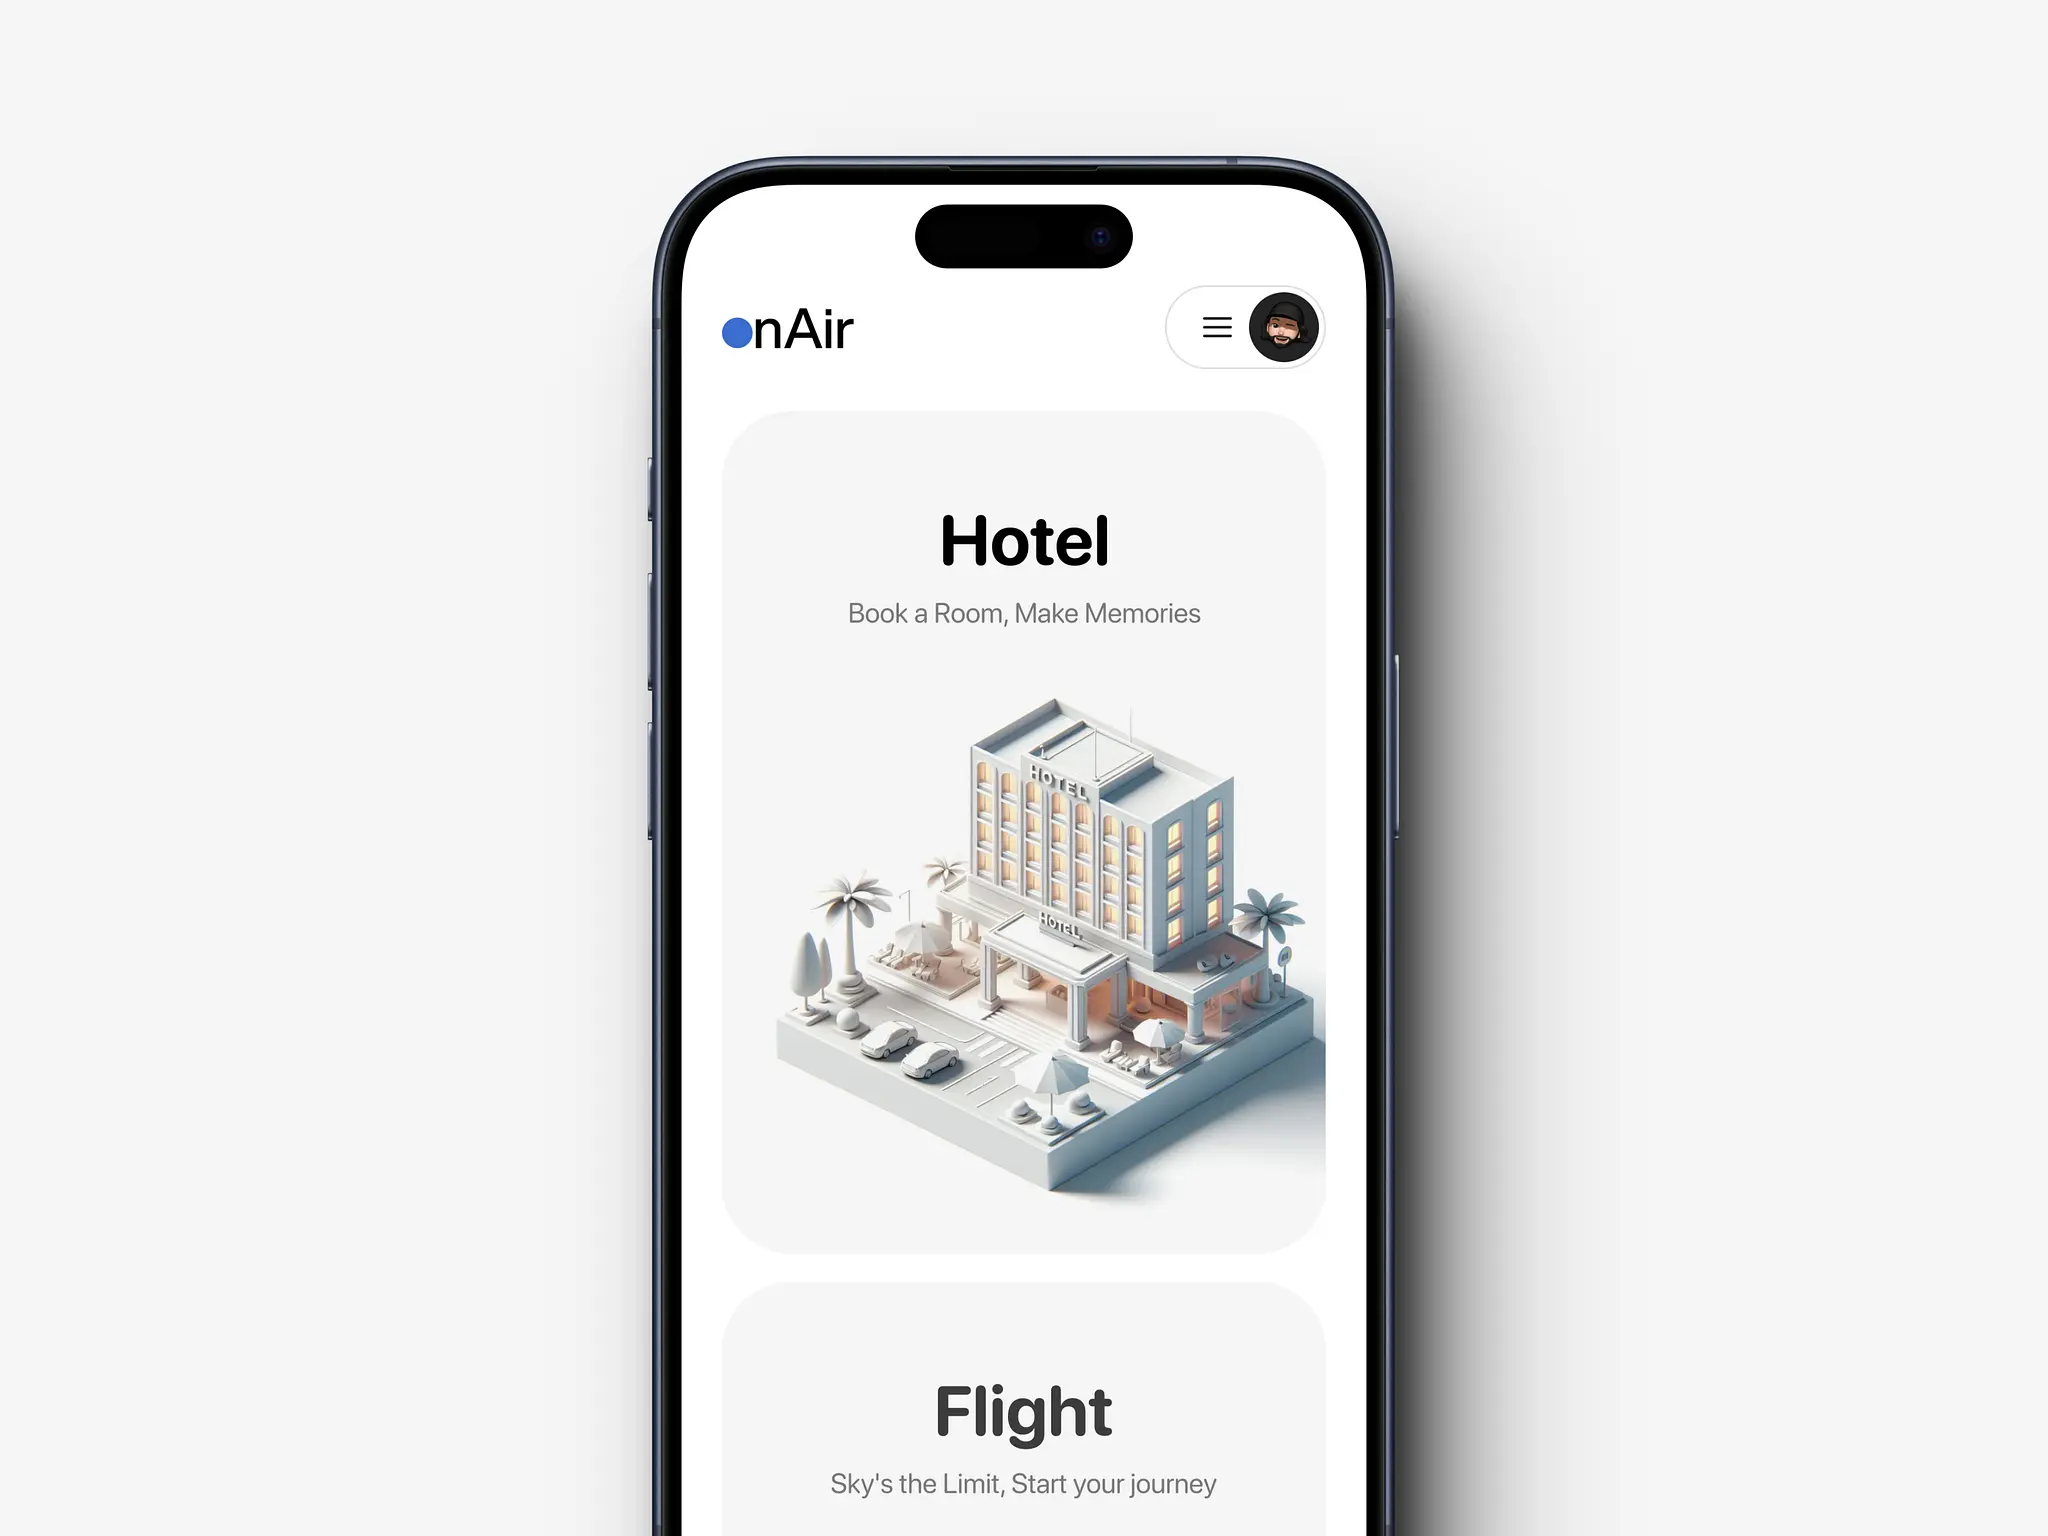 nAir
Hotel
Book a Room, Make Memories
HOTEL
HOTEL
Flight
Sky's the Limit, Start your journey